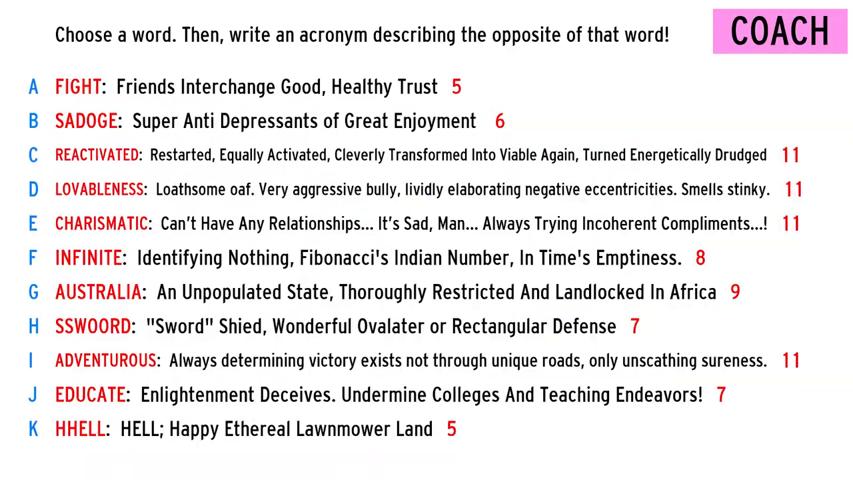 Choose a word. Then, write an acronym describing the opposite of that word!
COACH
A FIGHT: Friends Interchange Good, Healthy Trust 5
B SADOGE: Super Anti Depressants of Great Enjoyment 6
C REACTIVATED: Restarted, Equally Activated, Cleverly Transformed Into Viable Again, Turned Energetically Drudged 11
D LOVABLENESS: Loathsome oaf. Very aggressive bully, lividly elaborating negative eccentricities. Smells stinky. 11
E CHARISMATIC: Can't Have Any Relationships... It's Sad, Man... Always Trying Incoherent Compliments...! 11
F INFINITE: Identifying Nothing, Fibonacci's Indian Number, In Time's Emptiness. 8
G AUSTRALIA: An Unpopulated State, Thoroughly Restricted And Landlocked In Africa 9
H SSWOORD: "Sword" Shied, Wonderful Ovalater or Rectangular Defense 7
I ADVENTUROUS: Always determining victory exists not through unique roads, only unscathing sureness. 11
J EDUCATE: Enlightenment Deceives. Undermine Colleges And Teaching Endeavors! 7
K HHELL: HELL; Happy Ethereal Lawnmower Land 5